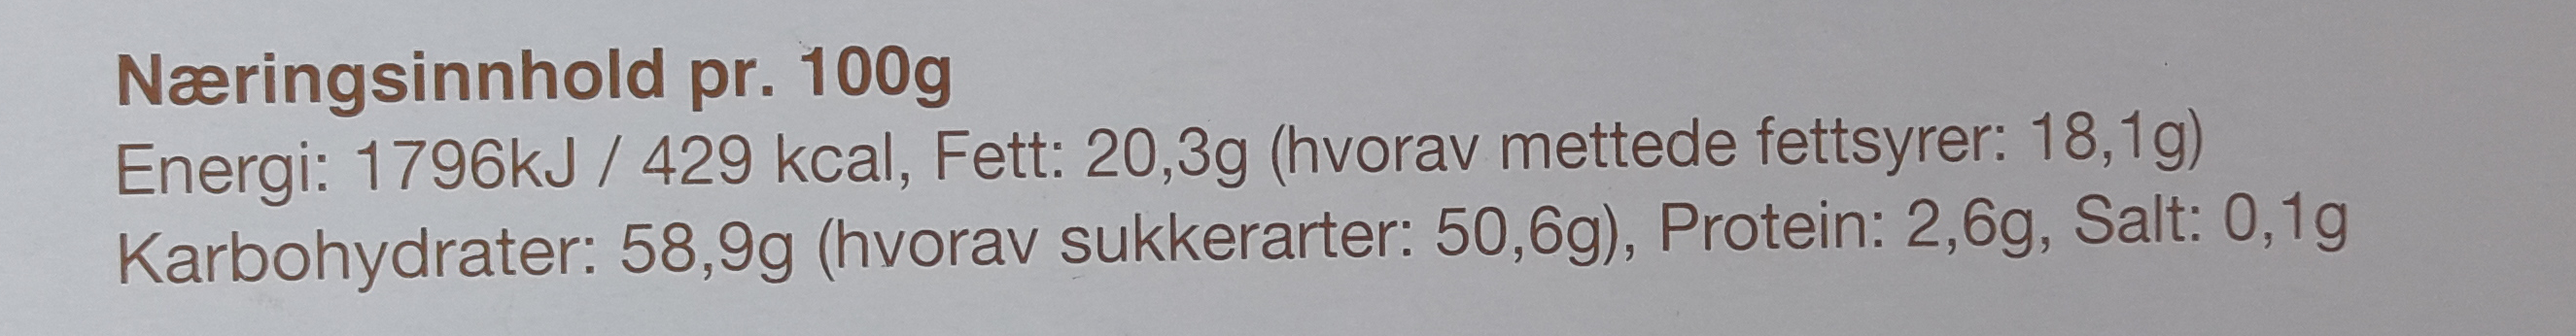 Næringsinnhold pr. 100g
Energi: 1796kJ / 429 kcal, Fett: 20,3g (hvorav mettede fettsyrer: 18,1g)
Karbohydrater: 58,9g (hvorav sukkerarter: 50,6g), Protein: 2,6g, Salt: 0,1g